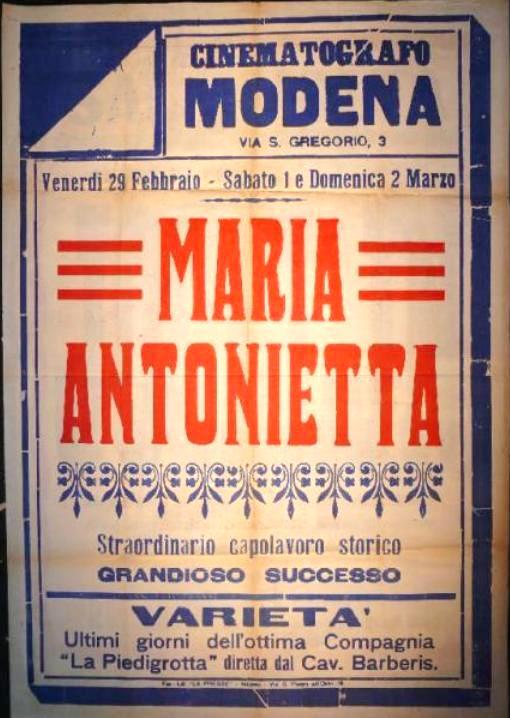 CINEMATOGRAFO
MODENA
VIA S. GREGORIO, 3
Venerdi 29 Febbraio - Sabato 1 e Domenica 2 Marzo
MARIA
ANTONIETTA
Straordinario capolavoro storico
GRANDIOSO SUCCESSO
VARIETA'
Ultimi giorni dell'ottima Compagnia
"La Piedigrotta" diretta dal Cav. Barberis.